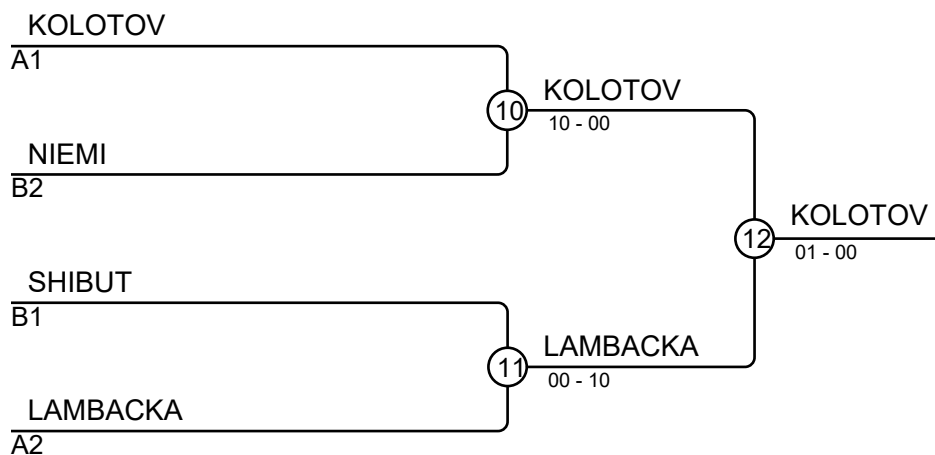 KOLOTOV
A1
10
KOLOTOV
10 - 00
NIEMI
B2
12
KOLOTOV
01 - 00
SHIBUT
B1
11
LAMBACKA
00 - 10
LAMBACKA
A2